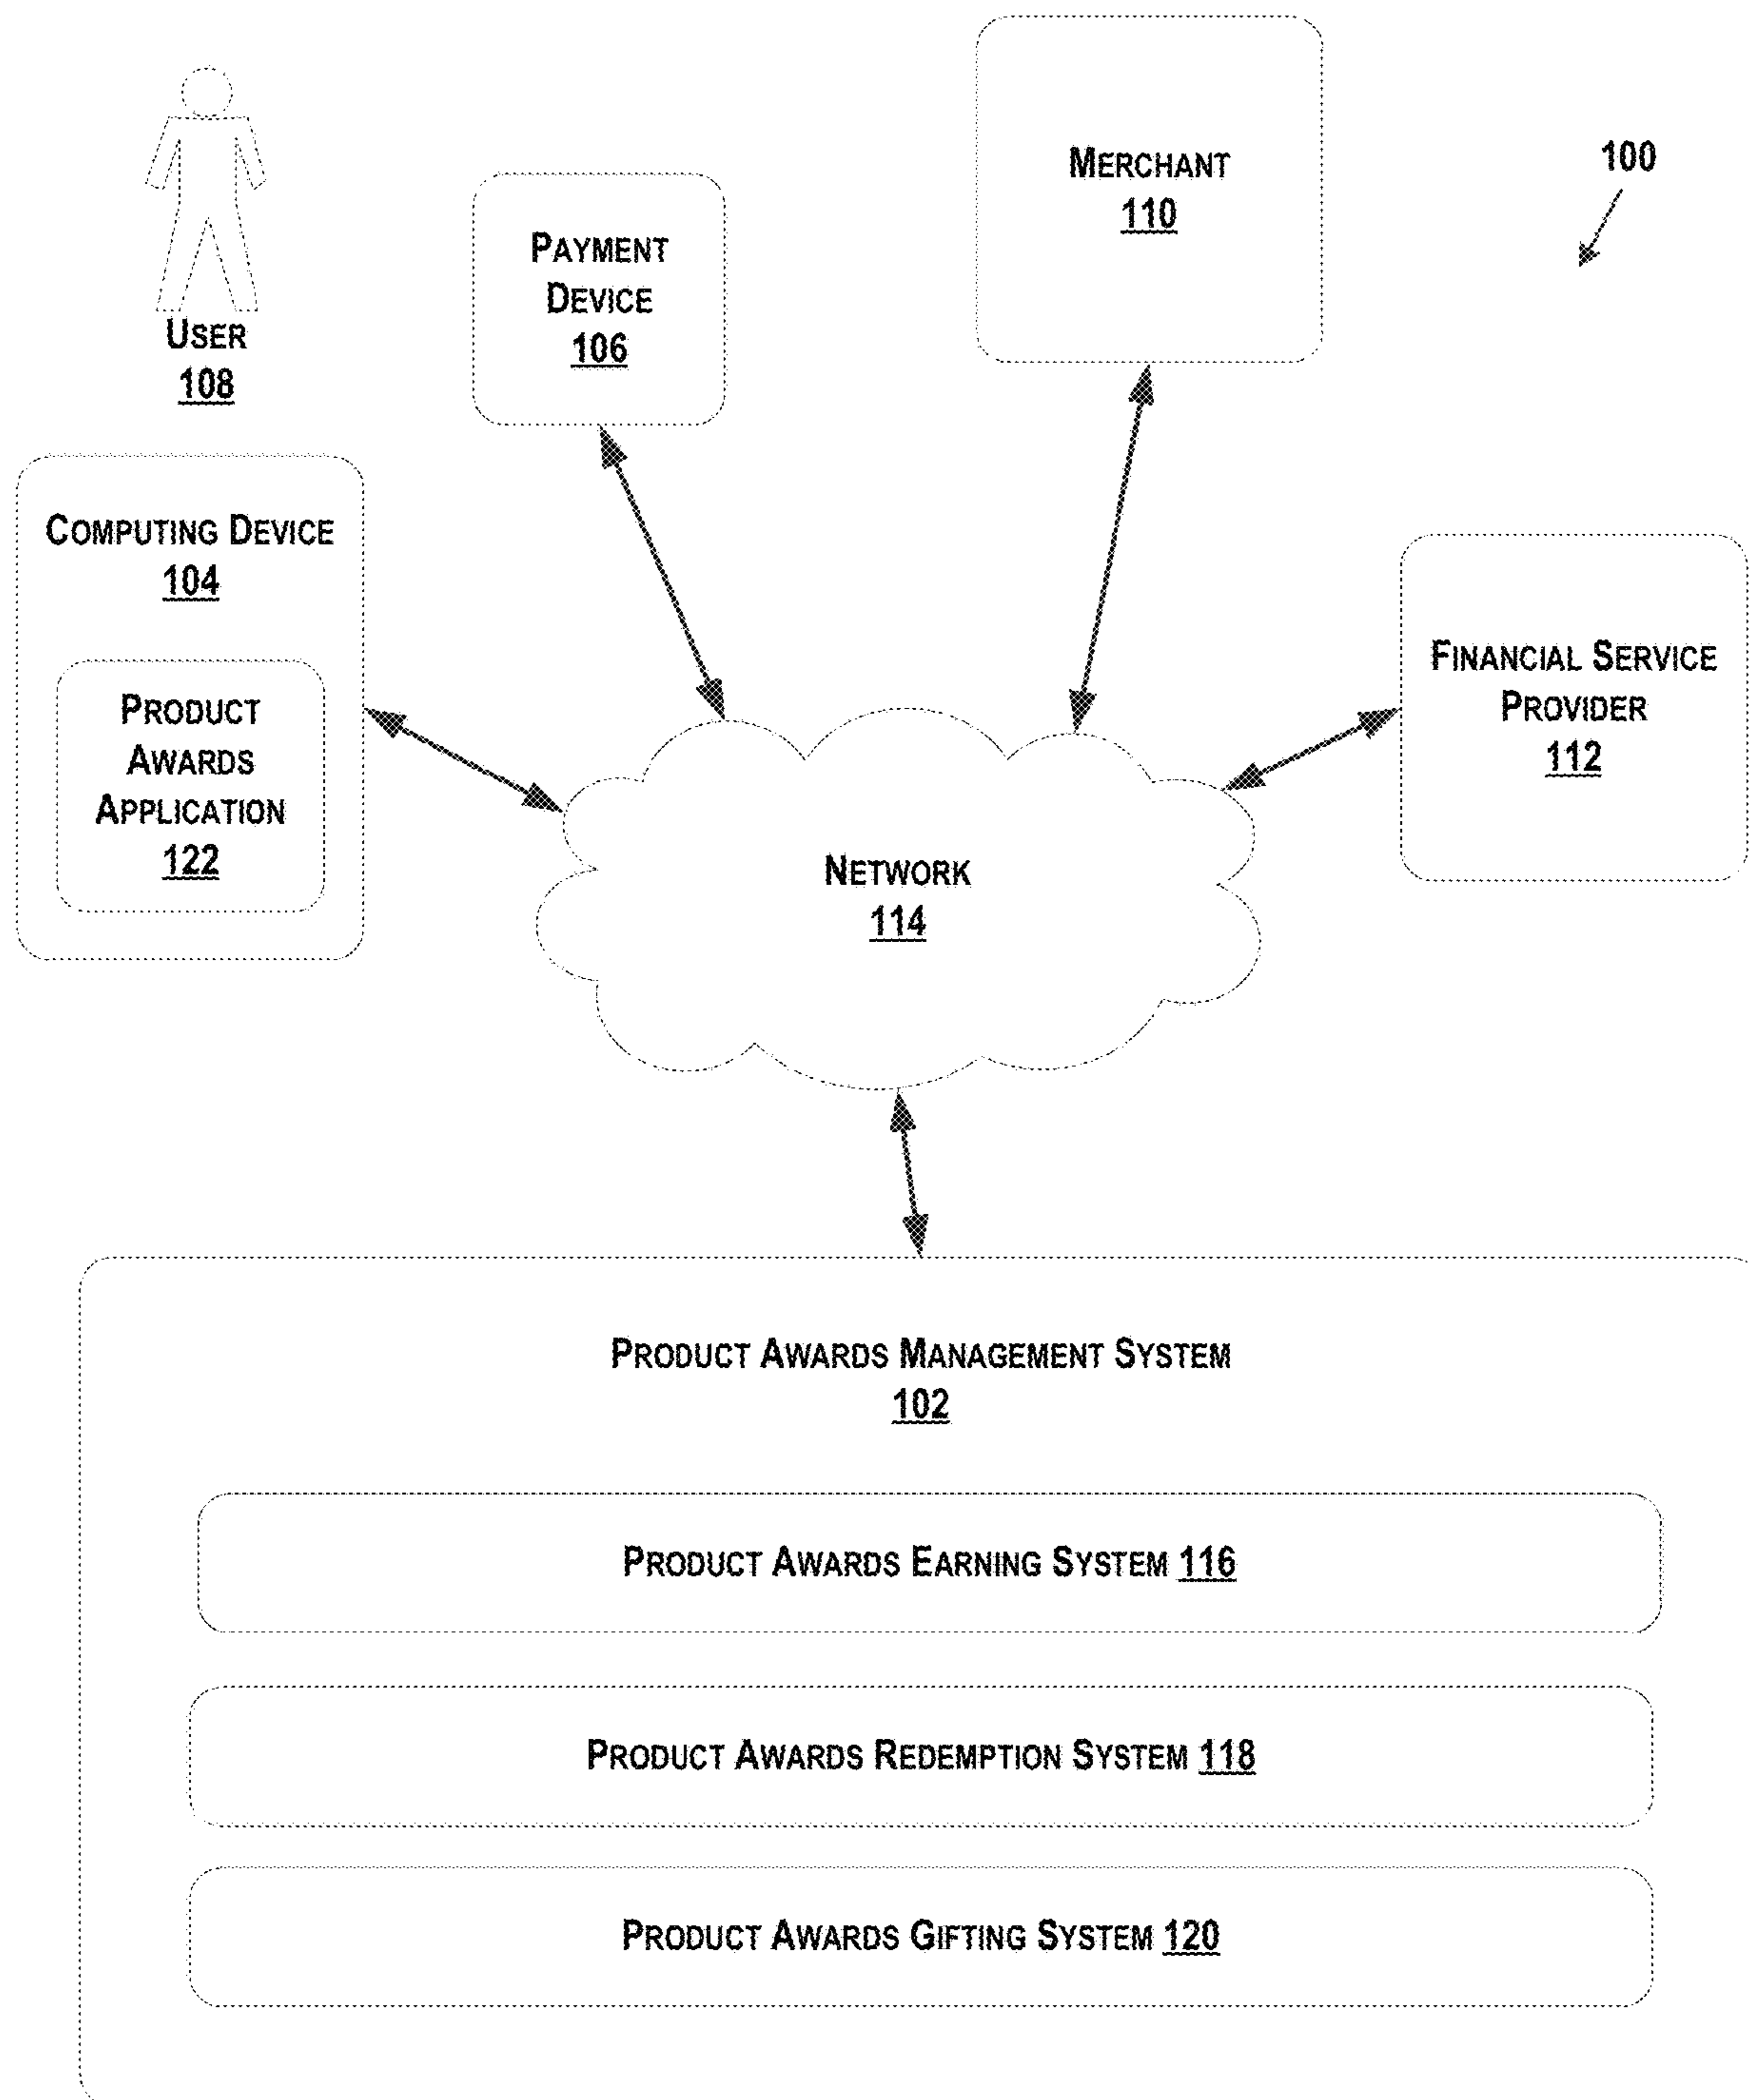 MERCHANT
110
100
PAYMENT
DEVICE
106
USER
108
COMPUTING DEVICE
104
PRODUCT
AWARDS
APPLICATION
122
FINANCIAL SERVICE
PROVIDER
112
NETWORK
114
PRODUCT AWARDS MANAGEMENT SYSTEM
102
PRODUCT AWARDS EARNING SYSTEM 116
PRODUCT AWARDS REDEMPTION SYSTEM 118
PRODUCT AWARDS GIFTING SYSTEM 120